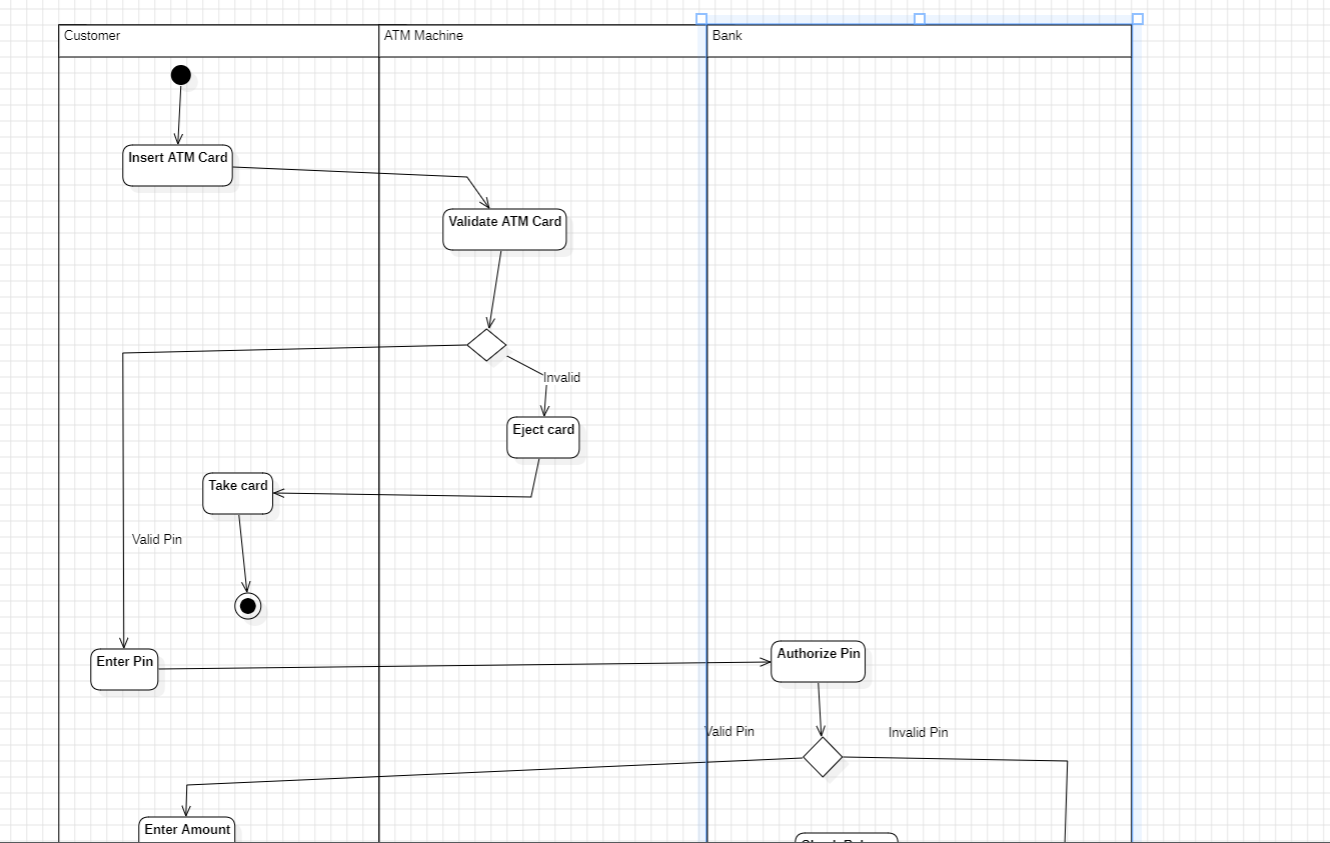 Customer
ATM Machine
Bank
Insert ATM Card
Validate ATM Card
Invalid
Eject card
Take card
Valid Pin
Enter Pin
Authorize Pin
Valid Pin
Invalid Pin
Enter Amount